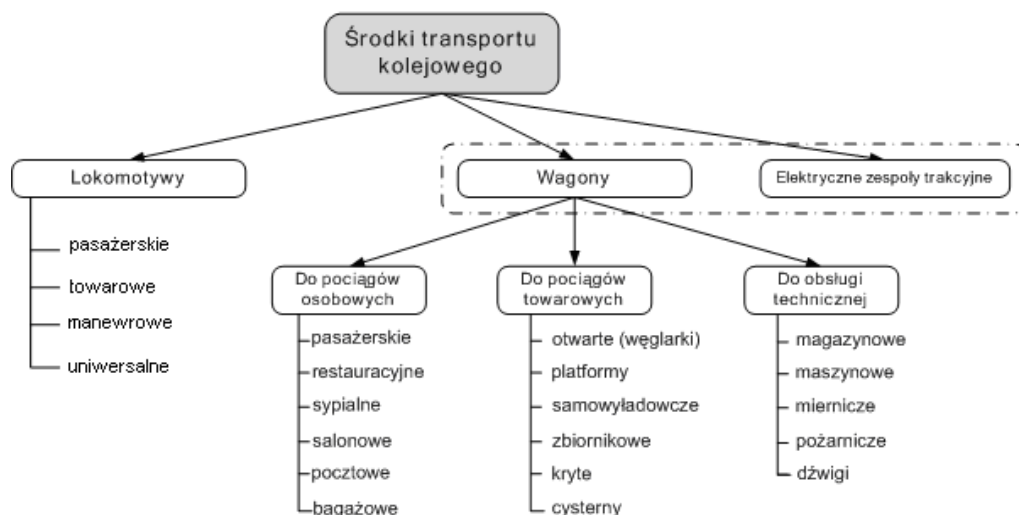 Środki transportu
kolejowego
Lokomotywy
Wagony
Elektryczne zespoły trakcyjne
pasażerskie
towarowe
manewrowe
uniwersalne
Do pociągów
osobowych
pasażerskie
restauracyjne
sypialne
salonowe
pocztowe
bagażowe
Do pociągów
towarowych
otwarte (węglarki)
platformy
samowyładowcze
zbiornikowe
kryte
cysterny
Do obsługi
technicznej
magazynowe
maszynowe
miernicze
pożarnicze
dźwigi